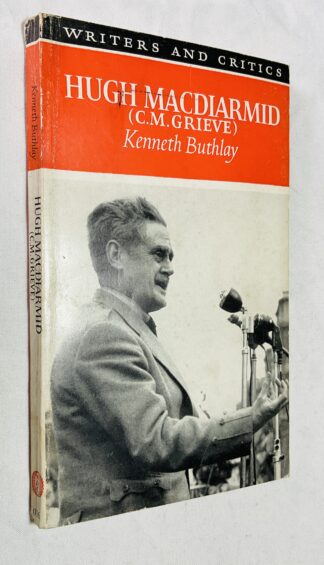 WRITERS AND CRITICS
HUGH MACDIARMID
(C.M.GRIEVE)
Kenneth Buthlay
Kenneth Buthlay
HUGH MACDIARMID
(C.M.GRIEVE)